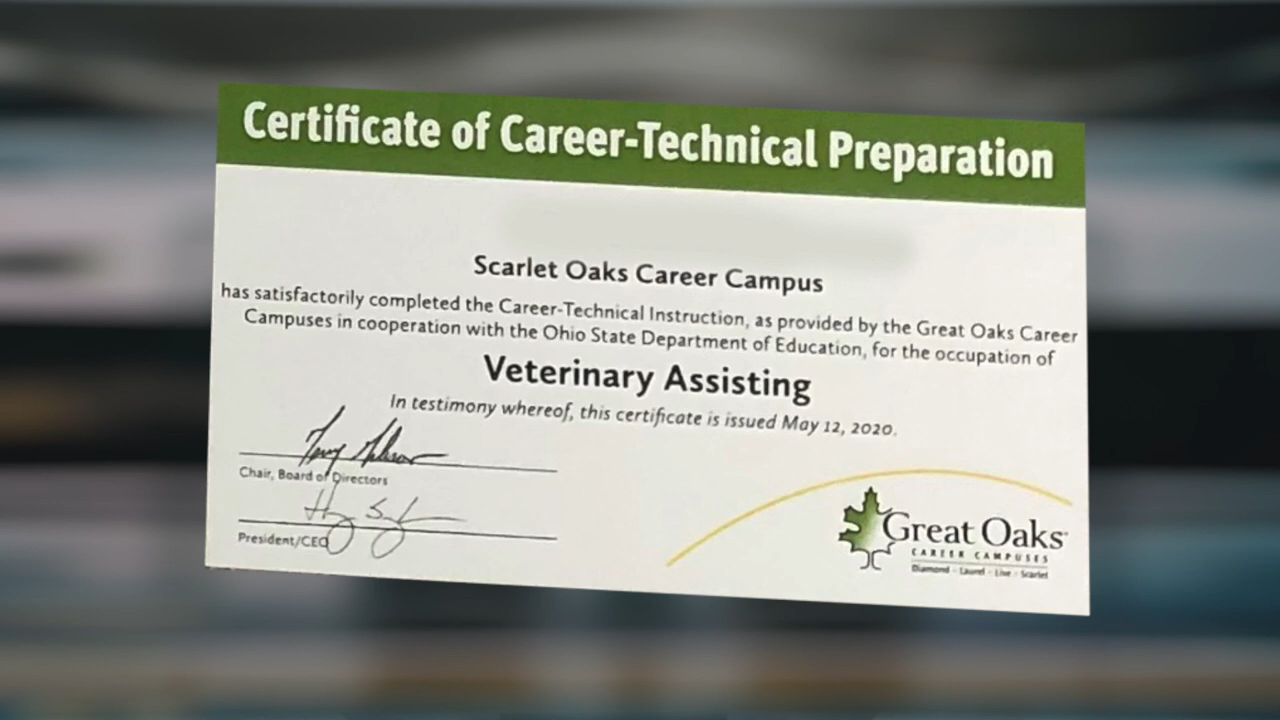 Certificate of Career-Technical Preparation
Scarlet Oaks Career Campus
has satisfactorily completed the Career-Technical Instruction, as provided by the Great Oaks Career
Campuses in cooperation with the Ohio State Department of Education, for the occupation of
Veterinary Assisting
In testimony whereof, this certificate is issued May 12, 2020.
Chair, Board of Directors
President/CEO
Great Oaks
CAREER CAMPUSES
Diamond - Laurel - Live - Scarlet